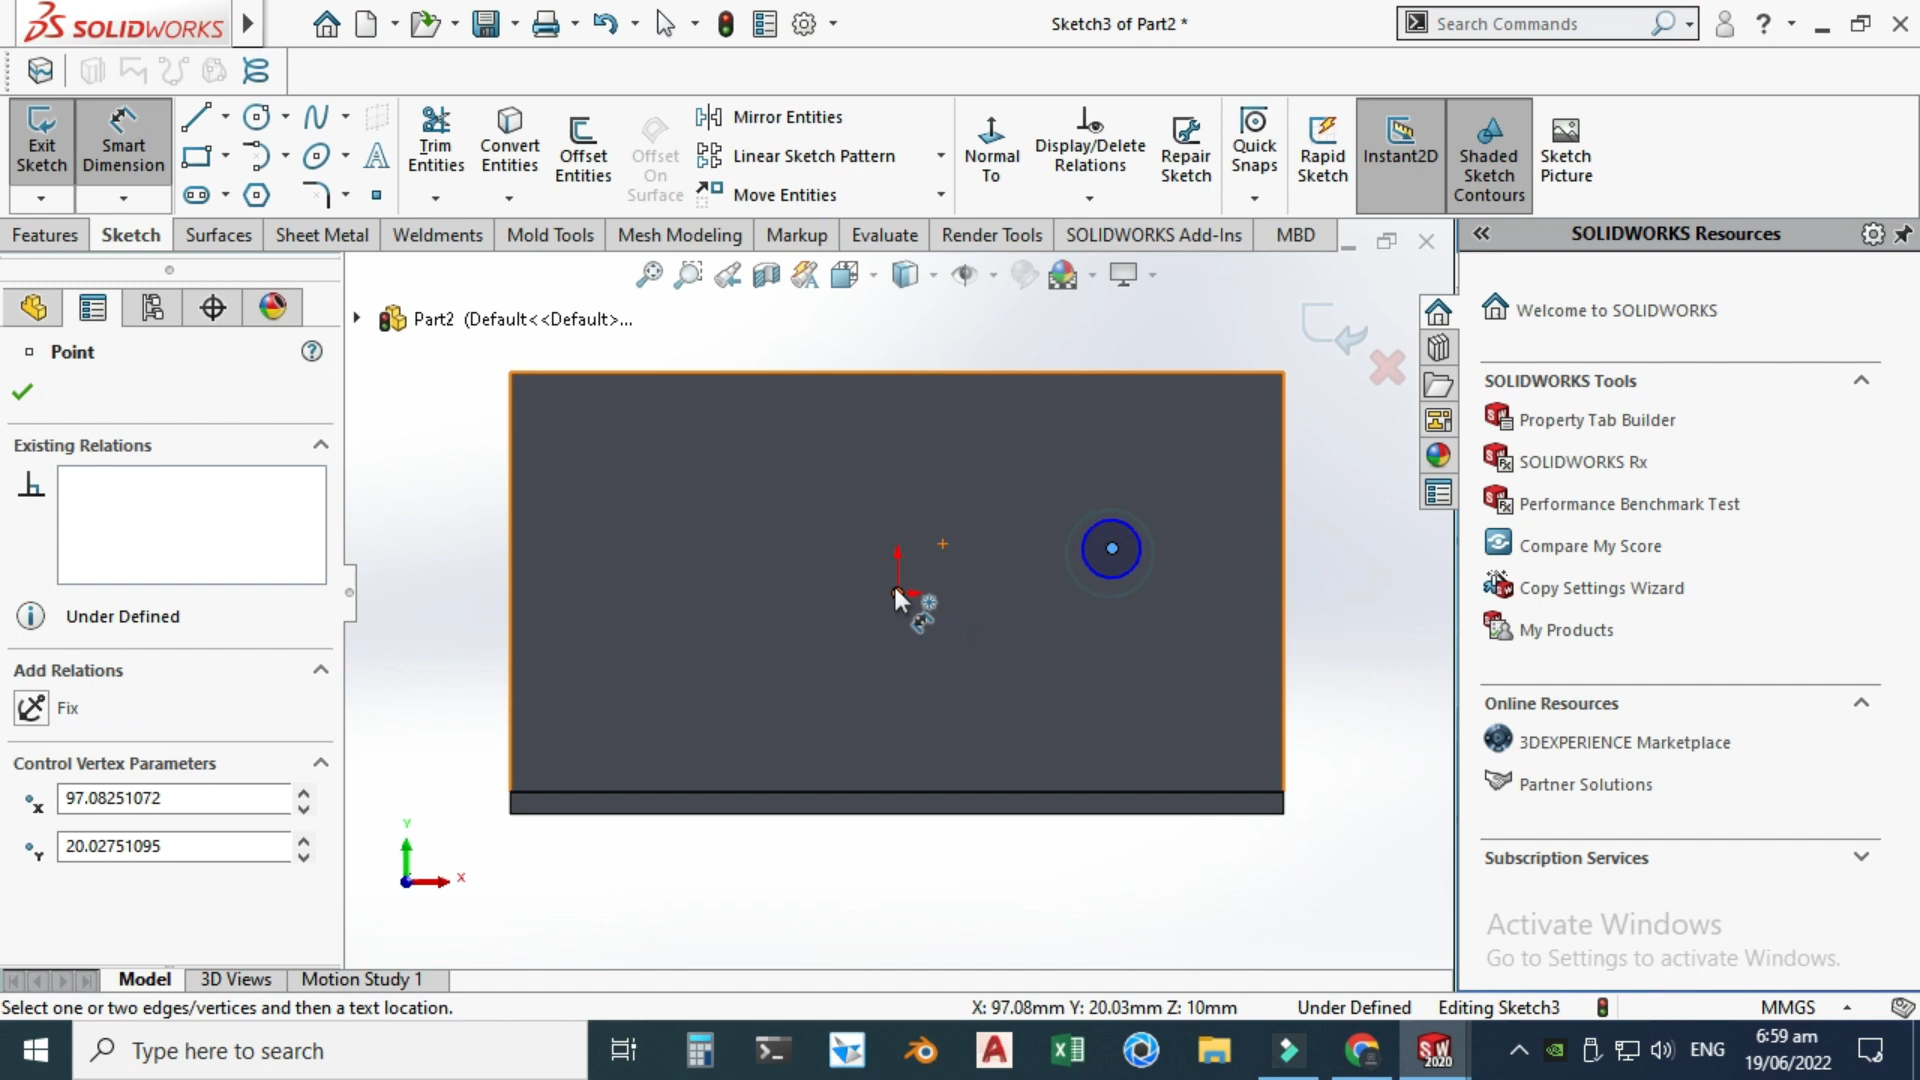 SOLIDWORKS
Sketch3 of Part2 *
Search Commands
Exit Sketch
Smart Dimension
Trim Entities
Convert Entities
Offset Entities
Offset On Surface
Mirror Entities
Linear Sketch Pattern
Move Entities
Normal To
Display/Delete Relations
Repair Sketch
Quick Snaps
Rapid Sketch
Instant2D
Shaded Sketch Contours
Sketch Picture
Features
Sketch
Surfaces
Sheet Metal
Weldments
Mold Tools
Mesh Modeling
Markup
Evaluate
Render Tools
SOLIDWORKS Add-Ins
MBD
SOLIDWORKS Resources
Part2 (Default<<Default>...
Point
Existing Relations
Under Defined
Add Relations
Fix
Control Vertex Parameters
X
97.08251072
Y
20.02751095
Y
X
Welcome to SOLIDWORKS
SOLIDWORKS Tools
Property Tab Builder
SOLIDWORKS Rx
Performance Benchmark Test
Compare My Score
Copy Settings Wizard
My Products
Online Resources
3DEXPERIENCE Marketplace
Partner Solutions
Subscription Services
Activate Windows
Go to Settings to activate Windows.
Model
3D Views
Motion Study 1
Select one or two edges/vertices and then a text location.
X: 97.08mm Y: 20.03mm Z: 10mm
Under Defined
Editing Sketch3
MMGS
Type here to search
SW 2020
ENG
6:59 am
19/06/2022